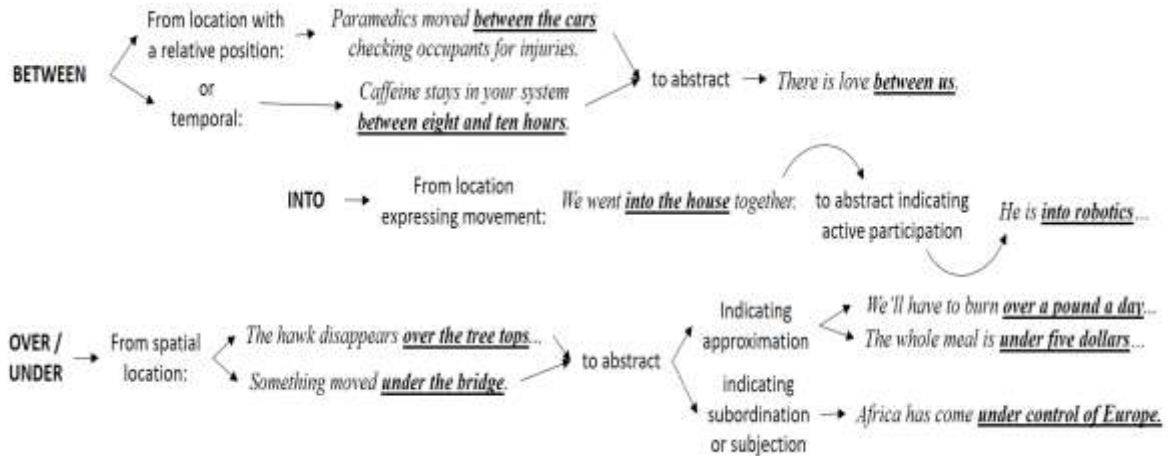 BETWEEN
From location with
a relative position:
or
temporal:
Paramedics moved between the cars
checking occupants for injuries.
Caffeine stays in your system
between eight and ten hours.
to abstract
There is love between us.
INTO
From location
expressing movement:
We went into the house together.
to abstract indicating
active participation
He is into robotics...
OVER /
UNDER
From spatial
location:
The hawk disappears over the tree tops...
Something moved under the bridge.
to abstract
Indicating
approximation
We'll have to burn over a pound a day...
The whole meal is under five dollars...
indicating
subordination
or subjection
Africa has come under control of Europe.